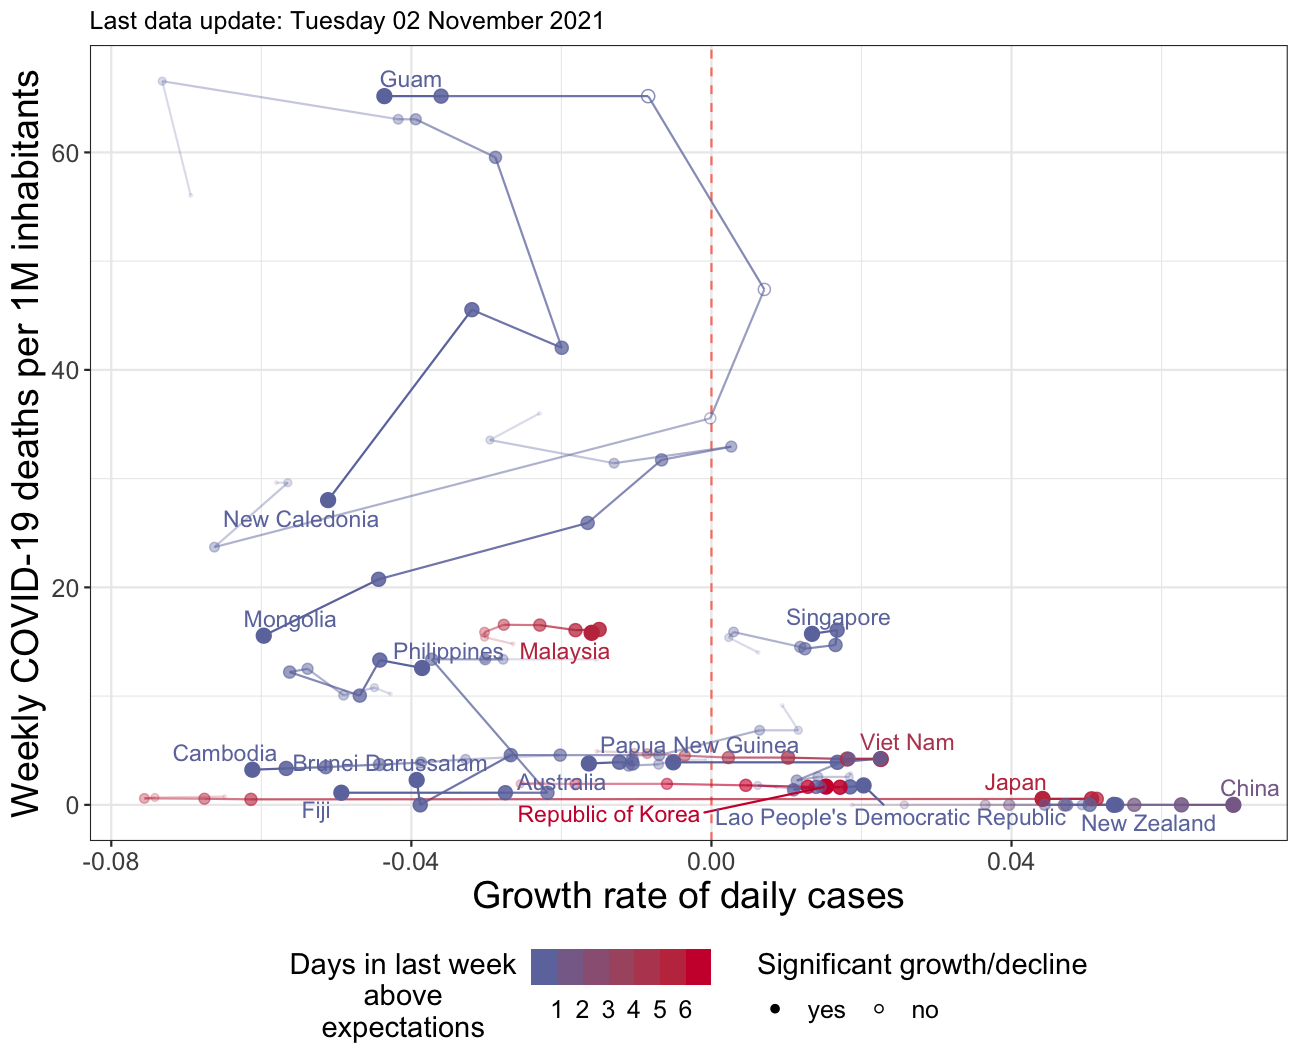 Last data update: Tuesday 02 November 2021
Weekly COVID-19 deaths per 1M inhabitants
60
40
20
0
Guam
New Caledonia
Mongolia
Singapore
Philippines
Malaysia
Cambodia
Brunei Darussalam
Papua New Guinea
Viet Nam
Australia
Japan
China
Fiji
Republic of Korea
Lao People's Democratic Republic
New Zealand
-0.08
-0.04
0.00
0.04
Growth rate of daily cases
Days in last week
above
expectations
1 2 3 4 5 6
Significant growth/decline
yes
no